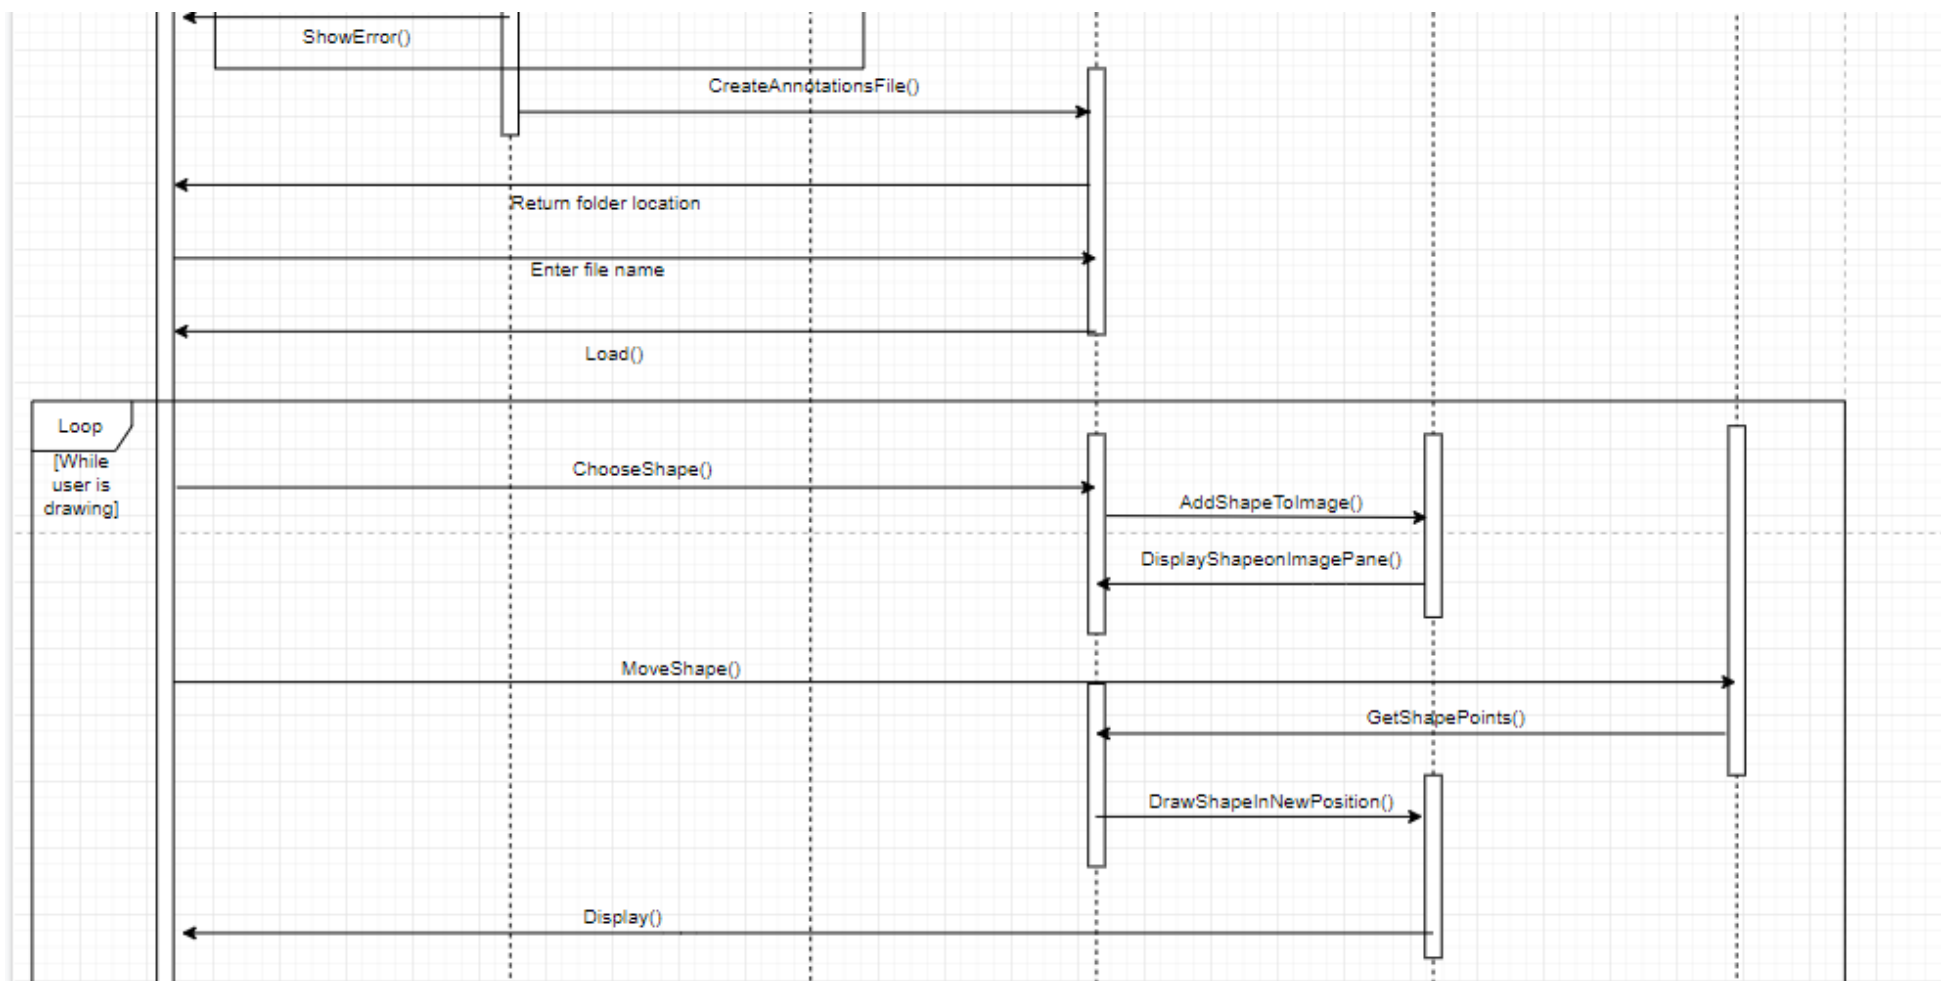 ShowError()
CreateAnnotationsFile()
Return folder location
Enter file name
Load()
Loop
[While
user is
drawing]
ChooseShape()
AddShapeToImage()
DisplayShapeonImagePane()
MoveShape()
GetShapePoints()
DrawShapeInNewPosition()
Display()